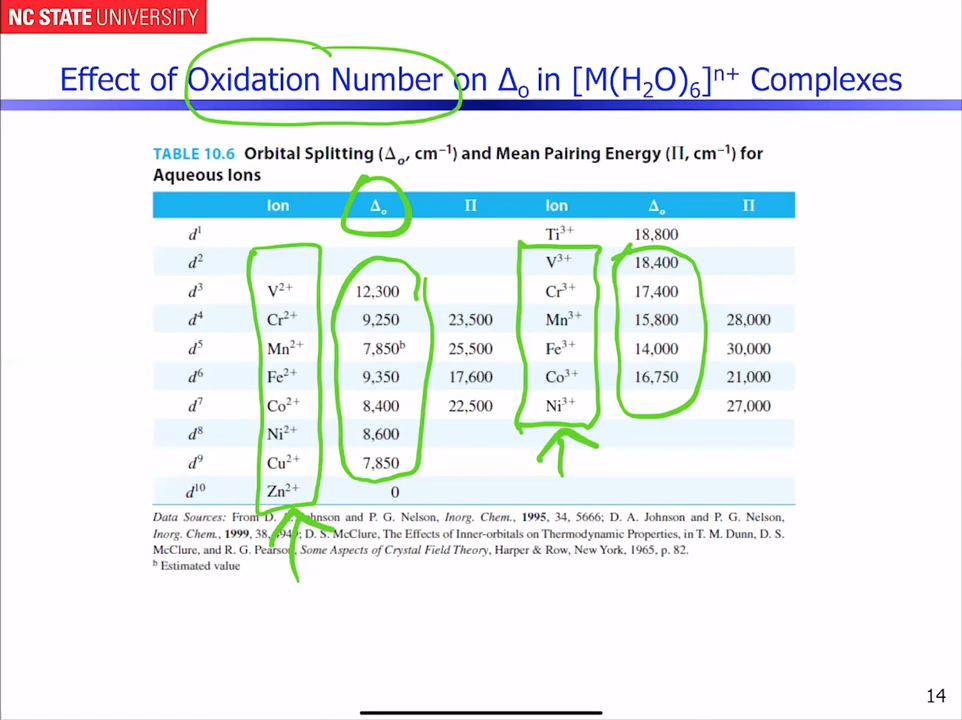 NC STATE UNIVERSITY
Effect of Oxidation Number on Δo in [M(H2O)6]n+ Complexes
TABLE 10.6 Orbital Splitting (Δo, cm−1) and Mean Pairing Energy (Π, cm−1) for
Aqueous Ions
Ion Δo Π Ion Δo Π
d1 Ti3+ 18,800
d2 V3+ 18,400
d3 V2+ 12,300 Cr3+ 17,400
d4 Cr2+ 9,250 23,500 Mn3+ 15,800 28,000
d5 Mn2+ 7,850b 25,500 Fe3+ 14,000 30,000
d6 Fe2+ 9,350 17,600 Co3+ 16,750 21,000
d7 Co2+ 8,400 22,500 Ni3+ 27,000
d8 Ni2+ 8,600
d9 Cu2+ 7,850
d10 Zn2+ 0
Data Sources: From D. Johnson and P. G. Nelson, Inorg. Chem., 1995, 34, 5666; D. A. Johnson and P. G. Nelson,
Inorg. Chem., 1999, 38, D. S. McClure, The Effects of Inner-orbitals on Thermodynamic Properties, in T. M. Dunn, D. S.
McClure, and R. G. Pearson, Some Aspects of Crystal Field Theory, Harper & Row, New York, 1965, p. 82.
b Estimated value
14